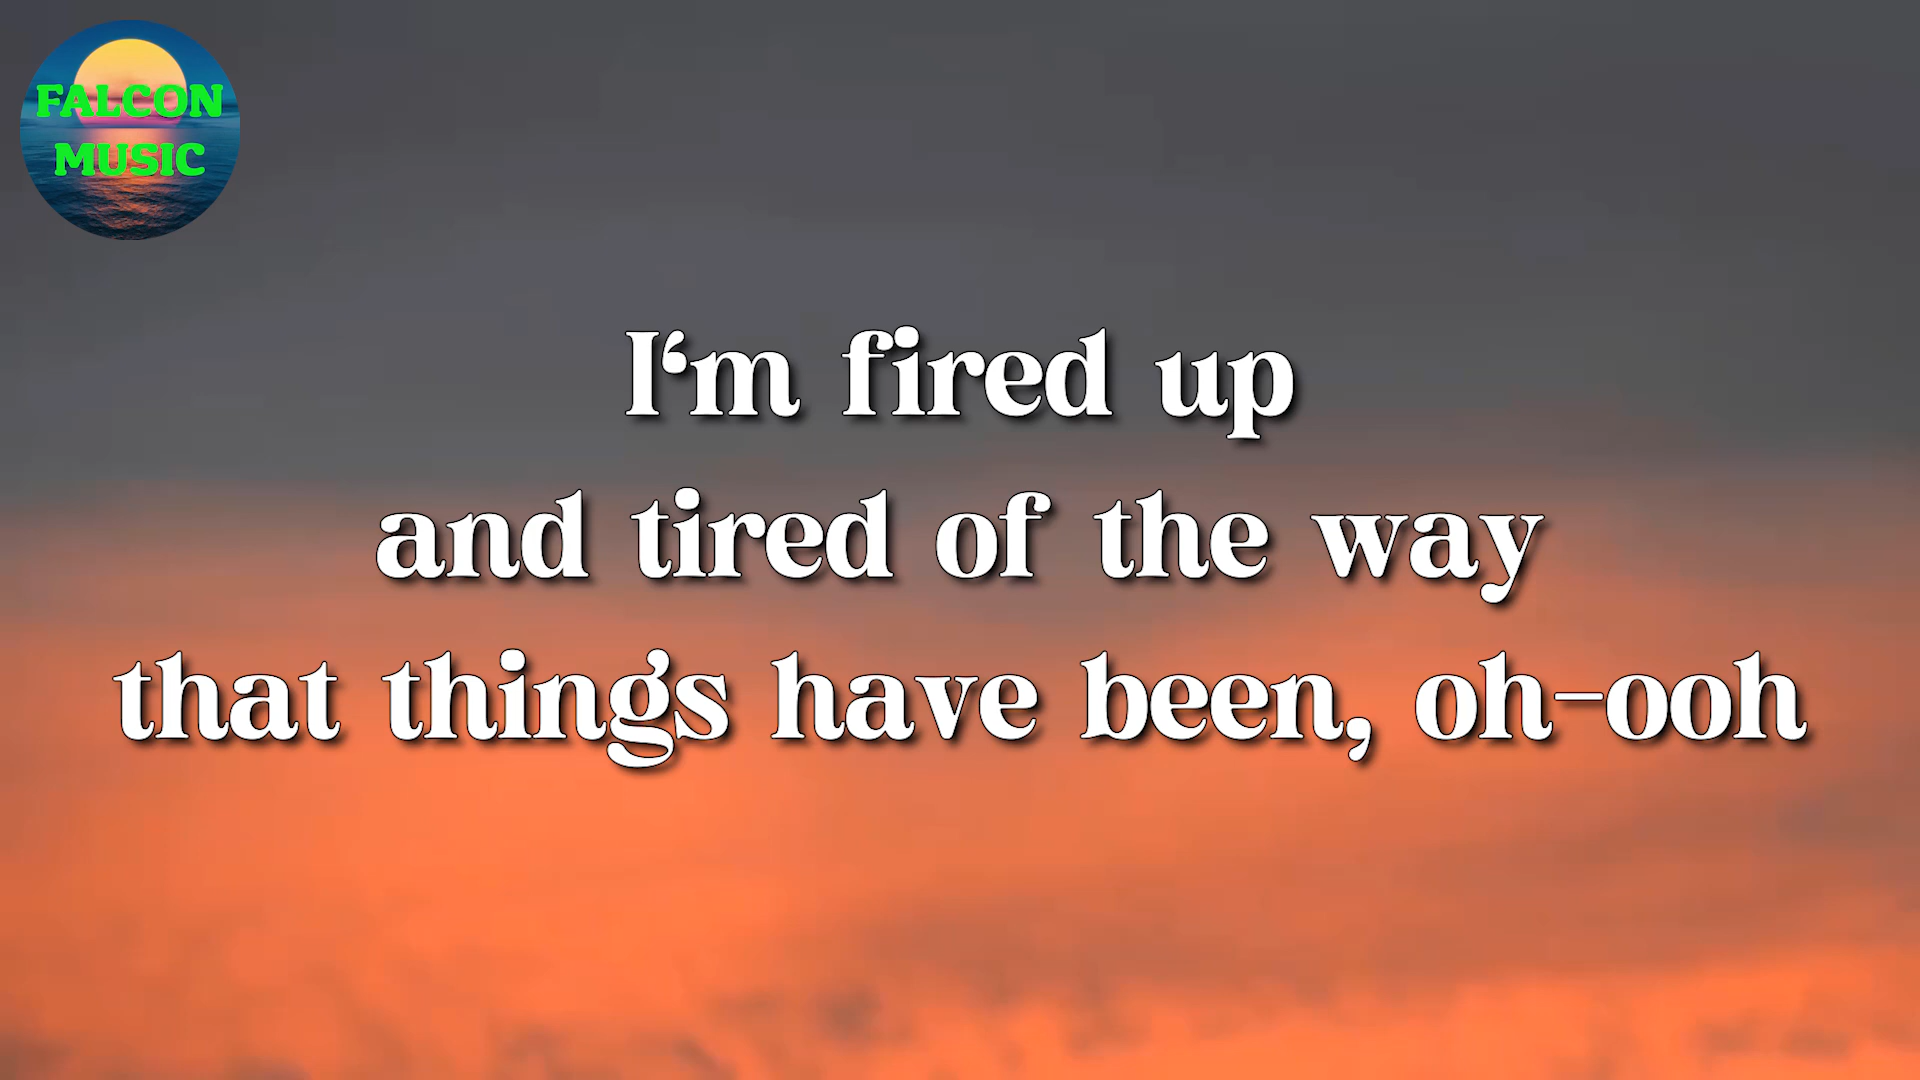 FALCON
MUSIC
I‘m fired up
and tired of the way
that things have been, oh-ooh